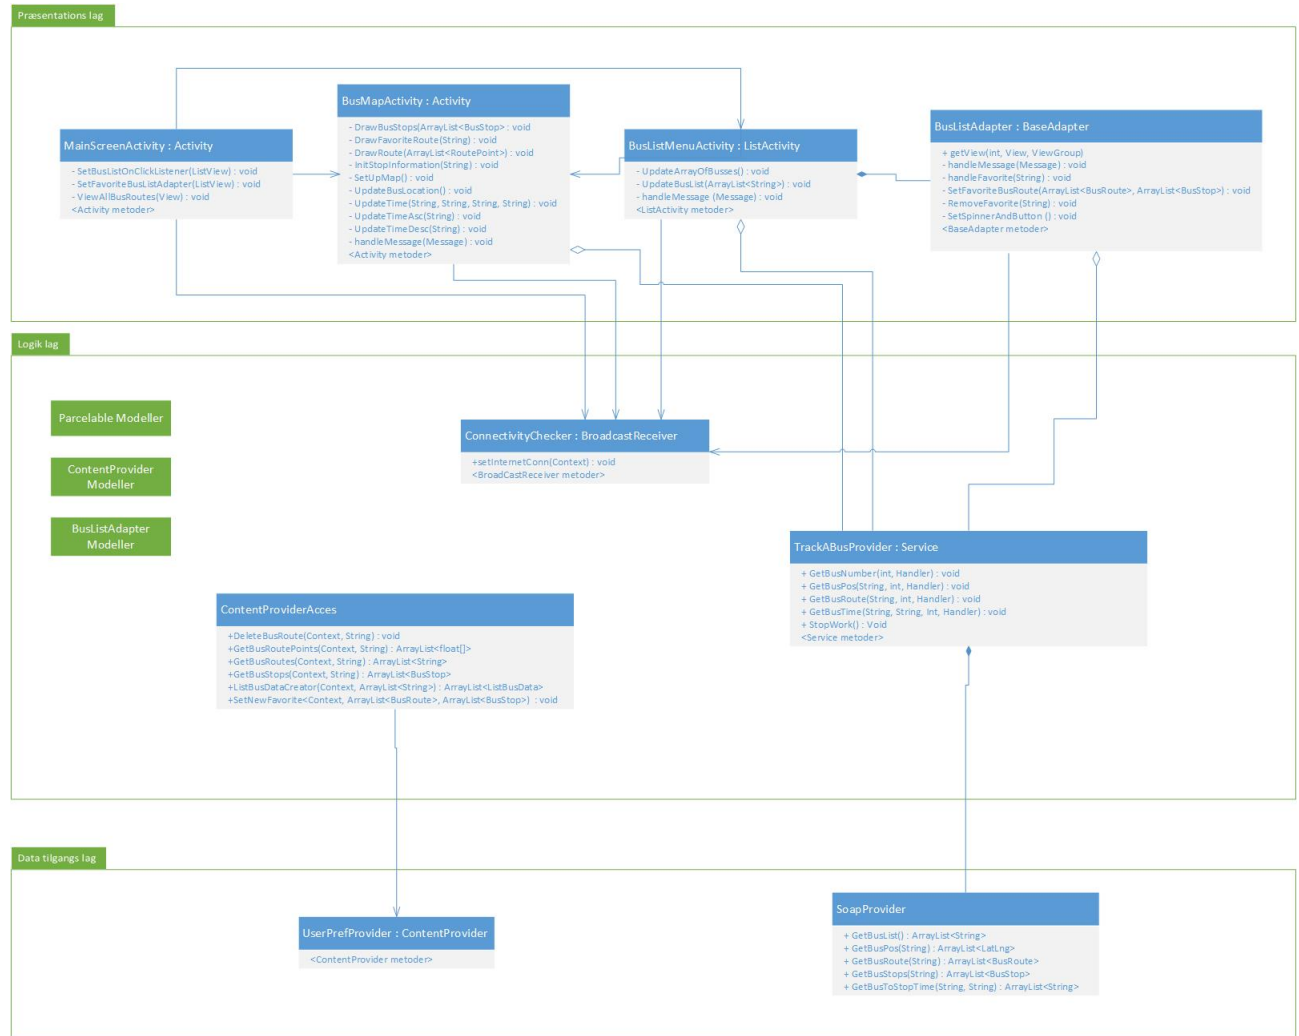 Præsentations lag
BusMapActivity : Activity
- DrawBusStops(ArrayList<BusStop> : void
- DrawFavoriteRoute(String) : void
- DrawRoute(ArrayList<RoutePoint>) : void
- InitStopInformation(String) : void
- SetUpMap() : void
- UpdateBusLocation() : void
- UpdateTime(String, String, String, String) : void
- UpdateTimeAsc(String) : void
- UpdateTimeDesc(String) : void
- handleMessage(Message) : void
<Activity metoder>
MainScreenActivity : Activity
- SetBusListOnClickListener(ListView) : void
- SetFavoriteBusListAdapter(ListView) : void
- ViewAllBusRoutes(View) : void
<Activity metoder>
BusListMenuActivity : ListActivity
- UpdateArrayOfBusses() : void
- UpdateBusList(ArrayList<String>) : void
- handleMessage (Message) : void
<ListActivity metoder>
BusListAdapter : BaseAdapter
+ getView(int, View, ViewGroup)
- handleMessage(Message) : void
- handleFavorite(String) : void
- SetFavoriteBusRoute(ArrayList<BusRoute>, ArrayList<BusStop>) : void
- RemoveFavorite(String) : void
- SetSpinnerAndButton () : void
<BaseAdapter metoder>
Logik lag
Parcelable Modeller
ContentProvider
Modeller
BusListAdapter
Modeller
ConnectivityChecker : BroadcastReceiver
+setInternetConn(Context) : void
<BroadCastReceiver metoder>
TrackABusProvider : Service
+ GetBusNumber(int, Handler) : void
+ GetBusPos(String, int, Handler) : void
+ GetBusRoute(String, int, Handler) : void
+ GetBusTime(String, String, Int, Handler) : void
+ StopWork() : Void
<Service metoder>
ContentProviderAcces
+DeleteBusRoute(Context, String) : void
+GetBusRoutePoints(Context, String) : ArrayList<float[]>
+GetBusRoutes(Context, String) : ArrayList<String>
+GetBusStops(Context, String) : ArrayList<BusStop>
+ListBusDataCreator(Context, ArrayList<String>) : ArrayList<ListBusData>
+SetNewFavorite<Context, ArrayList<BusRoute>, ArrayList<BusStop>) : void
Data tilgangs lag
UserPrefProvider : ContentProvider
<ContentProvider metoder>
SoapProvider
+ GetBusList() : ArrayList<String>
+ GetBusPos(String) : ArrayList<LatLng>
+ GetBusRoute(String) : ArrayList<BusRoute>
+ GetBusStops(String) : ArrayList<BusStop>
+ GetBusToStopTime(String, String) : ArrayList<String>